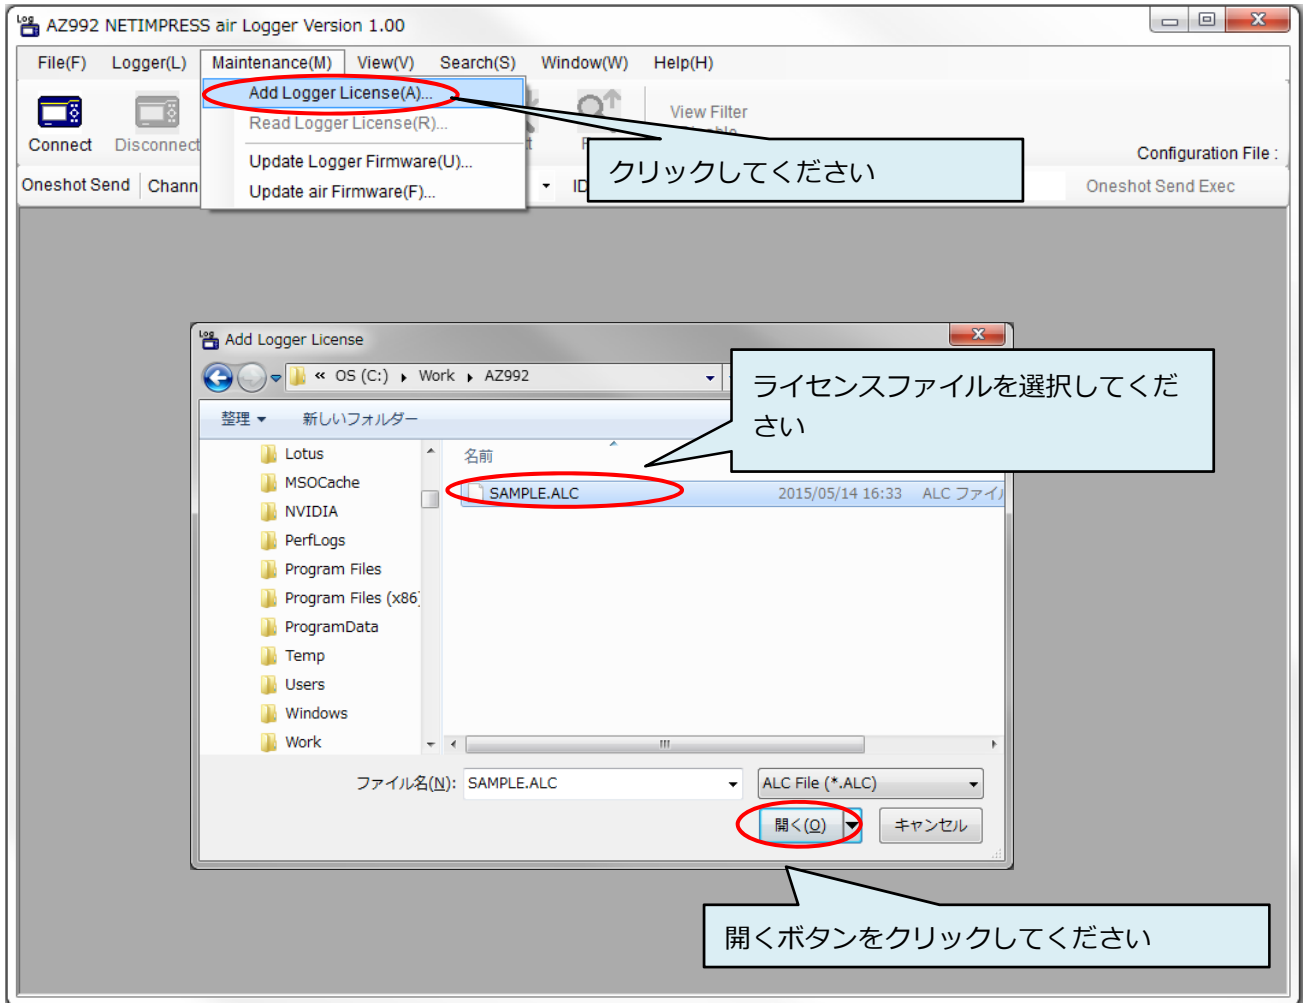 AZ992 NETIMPRESS air Logger Version 1.00
File(F) Logger(L) Maintenance(M) View(V) Search(S) Window(W) Help(H)
Add Logger License(A)...
Read Logger License(R)...
Update Logger Firmware(U)...
Update air Firmware(F)...
View Filter
Connect Disconnect
Configuration File :
クリックしてください
Oneshot Send
ID
Oneshot Send Exec
Add Logger License
« OS (C:) Work AZ992
ライセンスファイルを選択してくだ
さい
整理 新しいフォルダー
Lotus
MSOCache
NVIDIA
PerfLogs
Program Files
Program Files (x86
ProgramData
Temp
Users
Windows
Work
名前
SAMPLE.ALC 2015/05/14 16:33 ALC ファイ
ファイル名(N): SAMPLE.ALC ALC File (*.ALC)
開く(O) キャンセル
開くボタンをクリックしてください